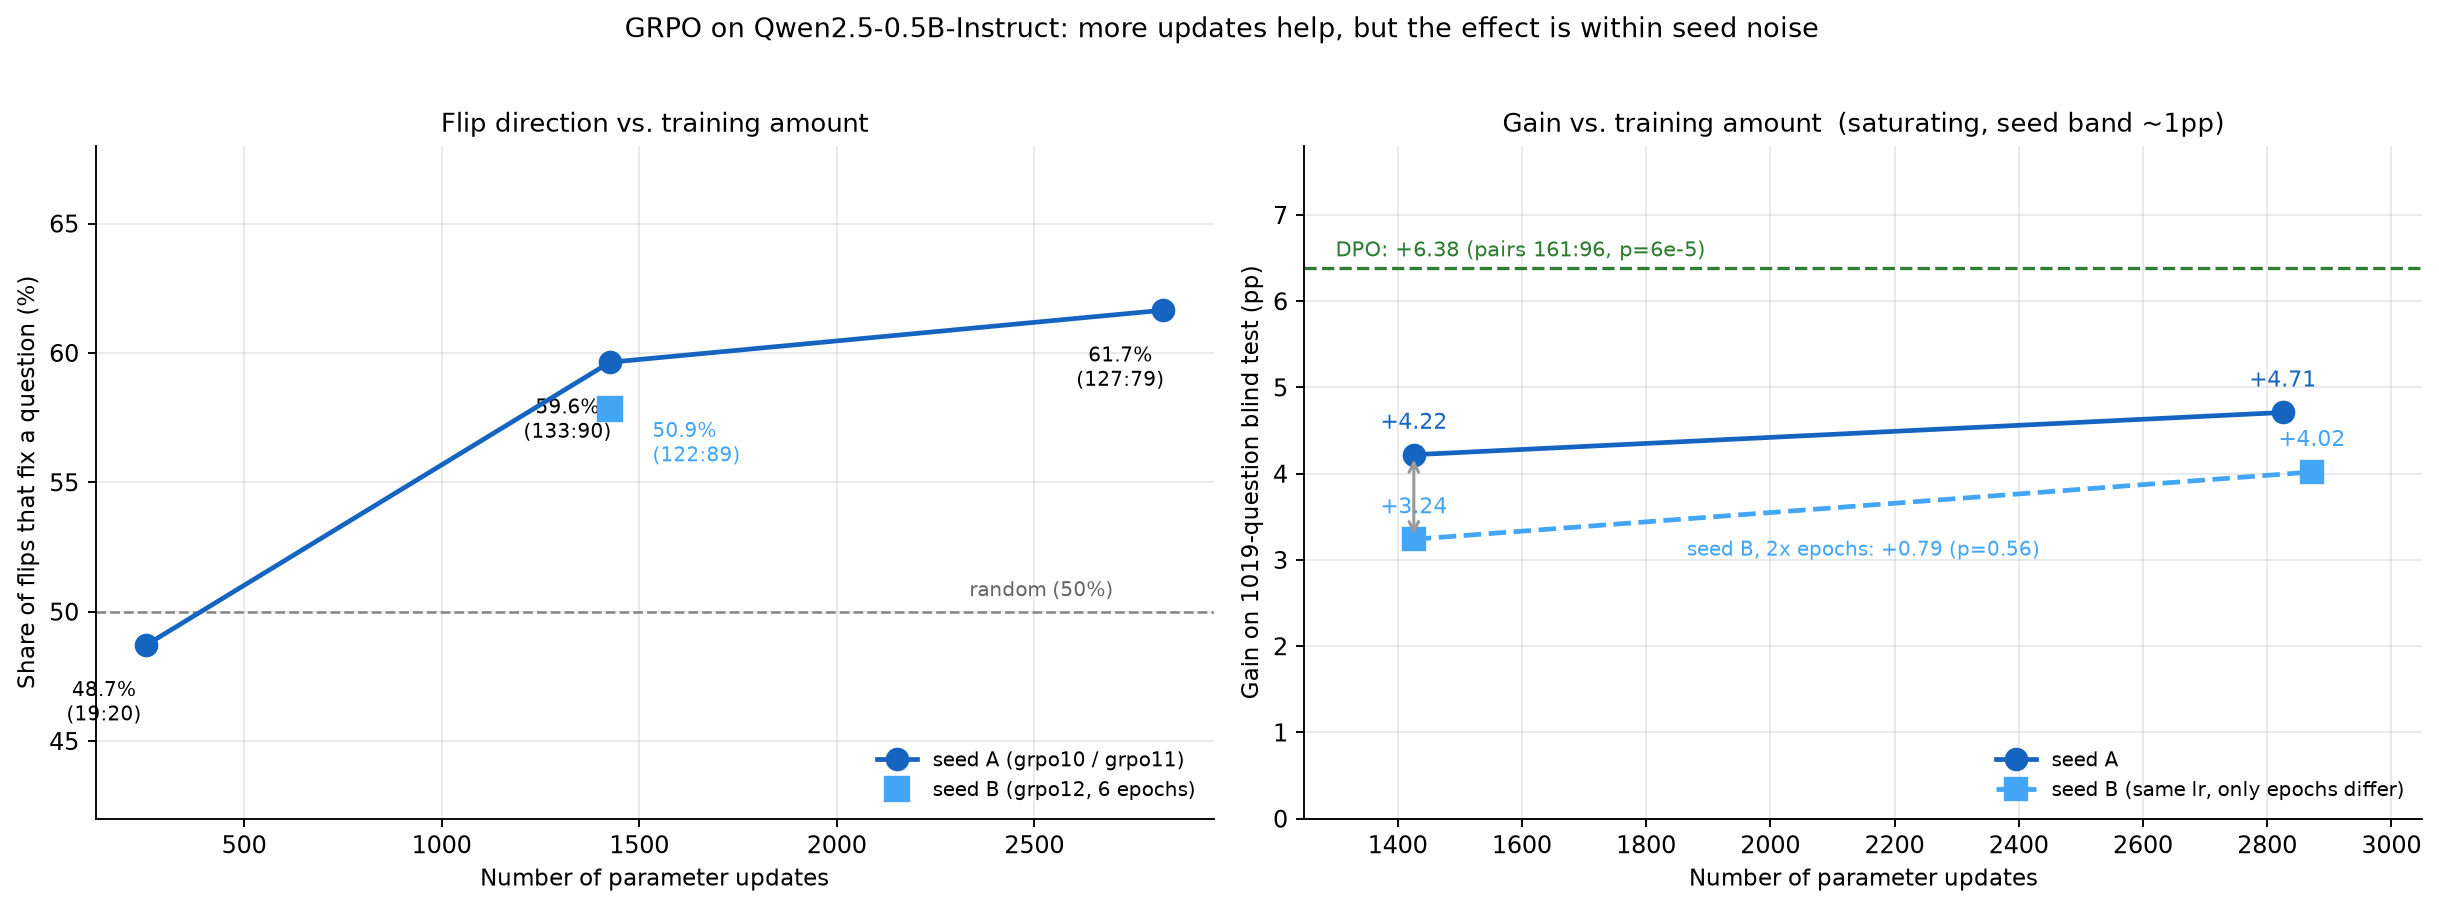 GRPO on Qwen2.5-0.5B-Instruct: more updates help, but the effect is within seed noise
Flip direction vs. training amount
Share of flips that fix a question (%)
65
60
55
50
45
61.7%
(127:79)
59.6%
(133:90)
50.9%
(122:89)
random (50%)
48.7%
(19:20)
seed A (grpo10 / grpo11)
seed B (grpo12, 6 epochs)
500
1000
1500
2000
2500
Number of parameter updates
Gain vs. training amount (saturating, seed band ~1pp)
Gain on 1019-question blind test (pp)
7
6
5
4
3
2
1
0
DPO: +6.38 (pairs 161:96, p=6e-5)
+4.71
+4.22
+4.02
+3.24
seed B, 2x epochs: +0.79 (p=0.56)
seed A
seed B (same lr, only epochs differ)
1400
1600
1800
2000
2200
2400
2600
2800
3000
Number of parameter updates